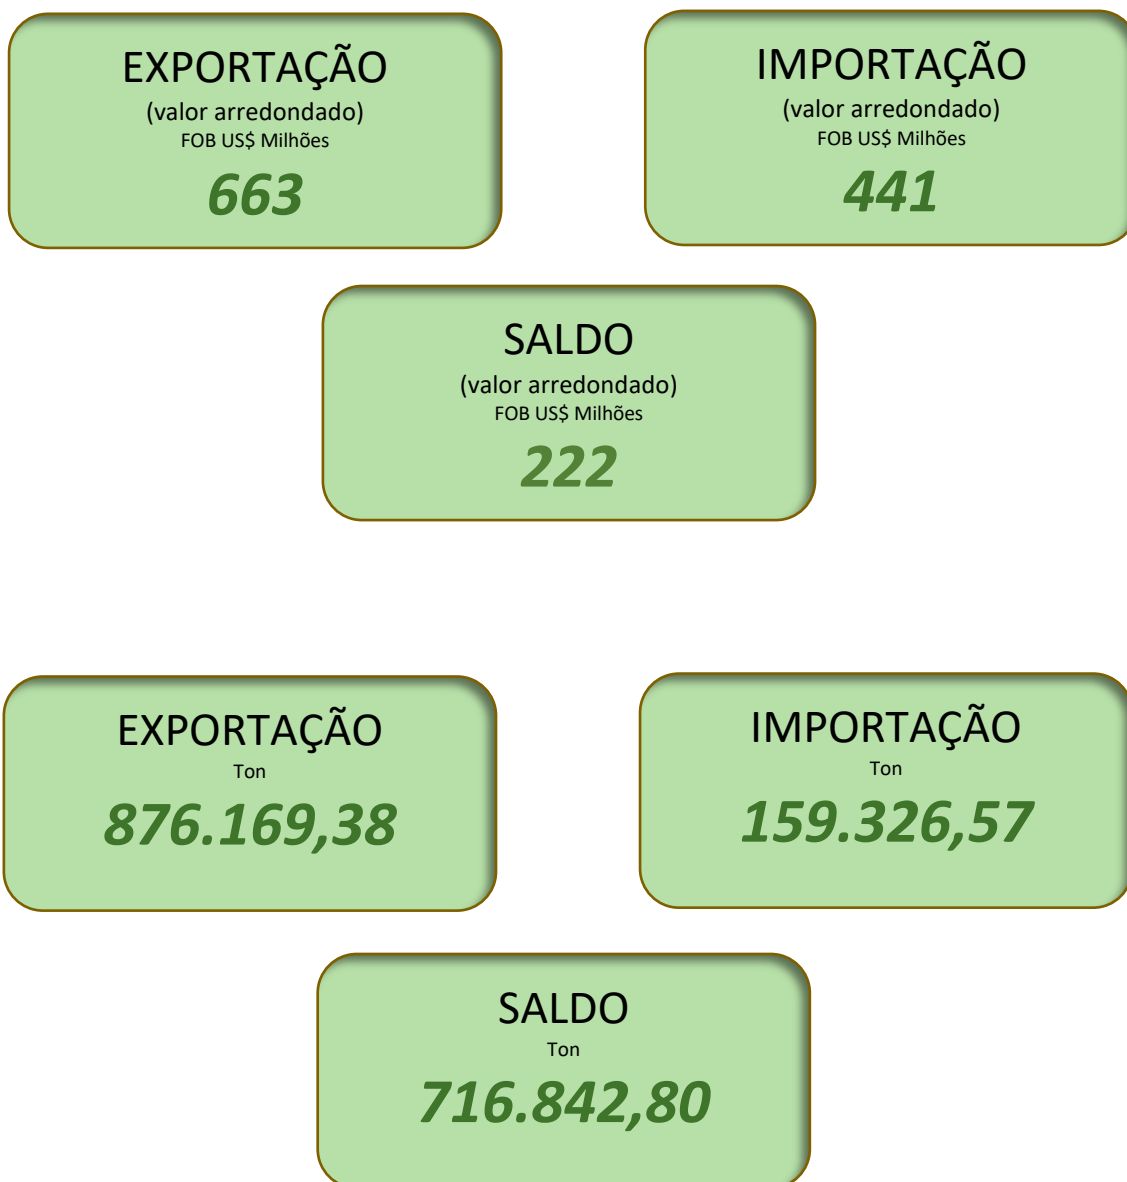 EXPORTAÇÃO
(valor arredondado)
FOB US$ Milhões
663
IMPORTAÇÃO
(valor arredondado)
FOB US$ Milhões
441
SALDO
(valor arredondado)
FOB US$ Milhões
222
EXPORTAÇÃO
Ton
876.169,38
IMPORTAÇÃO
Ton
159.326,57
SALDO
Ton
716.842,80